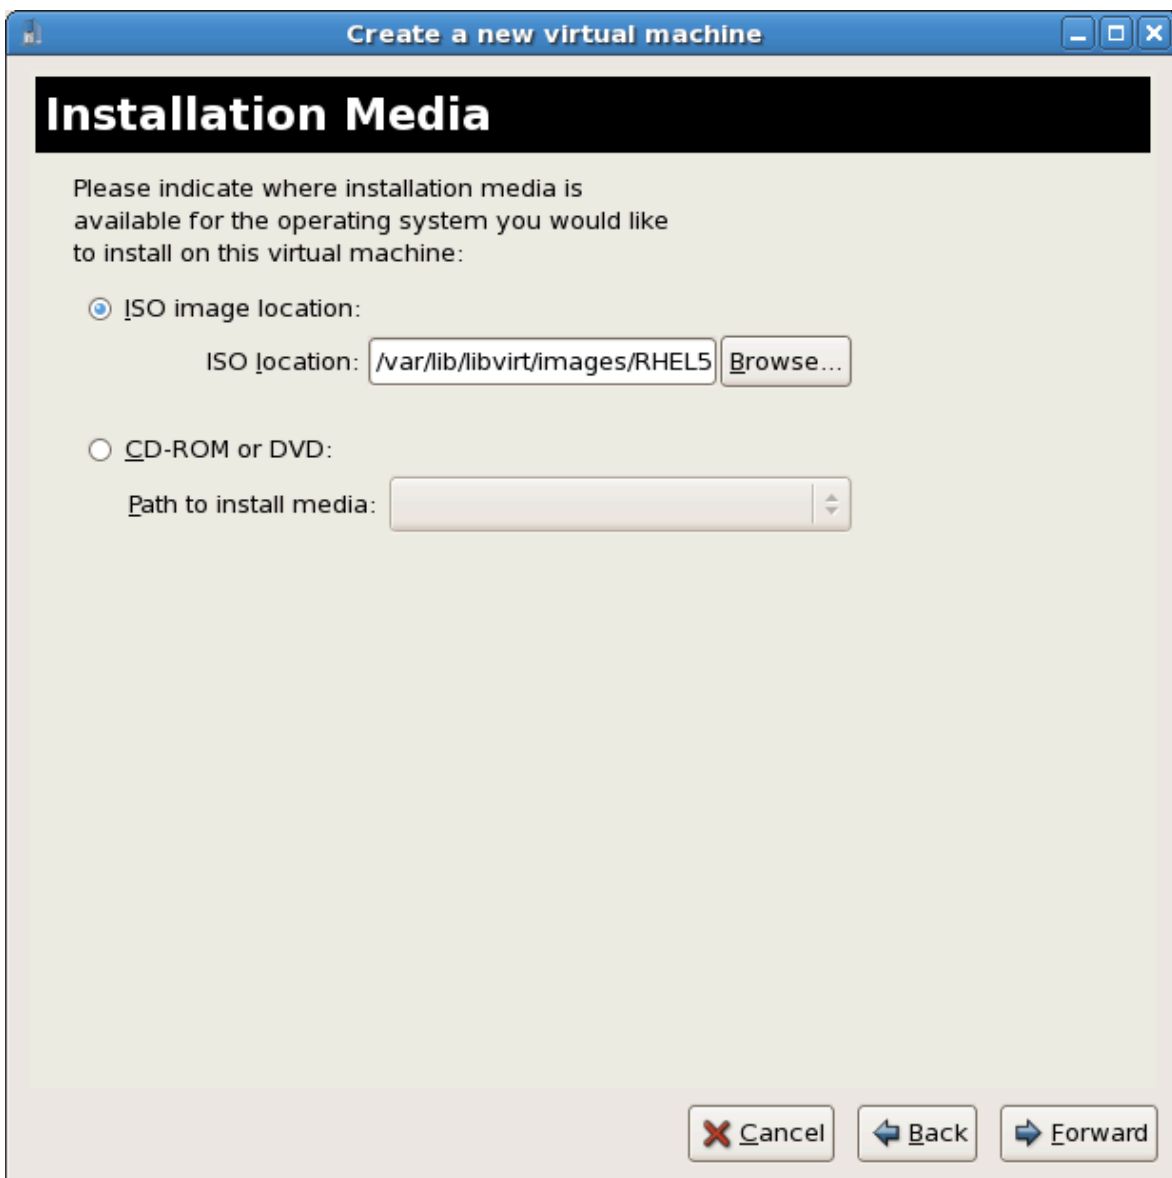 Create a new virtual machine
Installation Media
Please indicate where installation media is
available for the operating system you would like
to install on this virtual machine:
ISO image location:
ISO location: /var/lib/libvirt/images/RHEL5 Browse...
CD-ROM or DVD:
Path to install media:
Cancel Back Forward